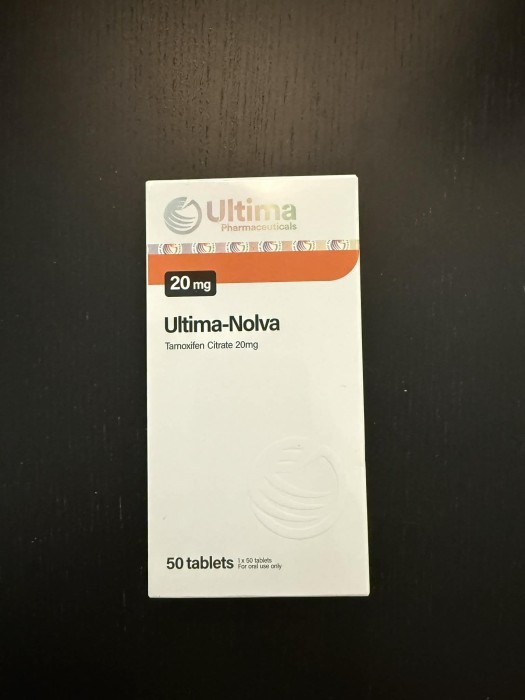 Ultima
Pharmaceuticals
20 mg
Ultima-Nolva
Tamoxifen Citrate 20mg
50 tablets
1 x 50 tablets
For oral use only